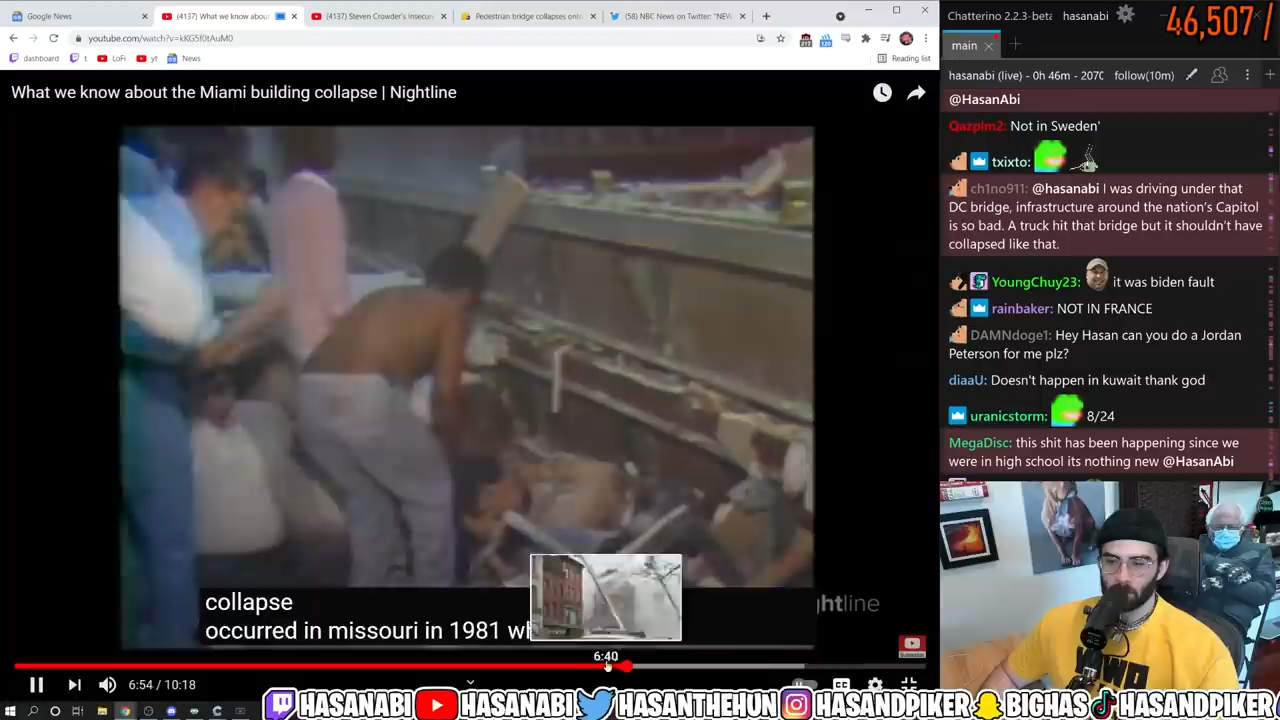 Google News
(4137) What we know about
(4137) Steven Crowder's Insecur
Pedestrian bridge collapses onto
(58) NBC News on Twitter: "NEW
youtube.com/watch?v=kKG5f0tAuM0
dashboard
t
LoFi
yt
News
Reading list
What we know about the Miami building collapse | Nightline
collapse
occurred in missouri in 1981 wh
htline
6:40
6:54 / 10:18
Chatterino 2.2.3-beta
hasanabi
46,507 /
main
hasanabi (live) - 0h 46m - 2070
follow(10m)
@HasanAbi
Qazplm2: Not in Sweden'
txixto:
ch1no911: @hasanabi I was driving under that
DC bridge, infrastructure around the nation's Capitol
is so bad. A truck hit that bridge but it shouldn't have
collapsed like that.
YoungChuy23: it was biden fault
rainbaker: NOT IN FRANCE
DAMNdoge1: Hey Hasan can you do a Jordan
Peterson for me plz?
diaaU: Doesn't happen in kuwait thank god
uranicstorm: 8/24
MegaDisc: this shit has been happening since we
were in high school its nothing new @HasanAbi
HASANABI
HASANABI
HASANTHEHUN
HASANDPIKER
BIGHAS
HASANDPIKER